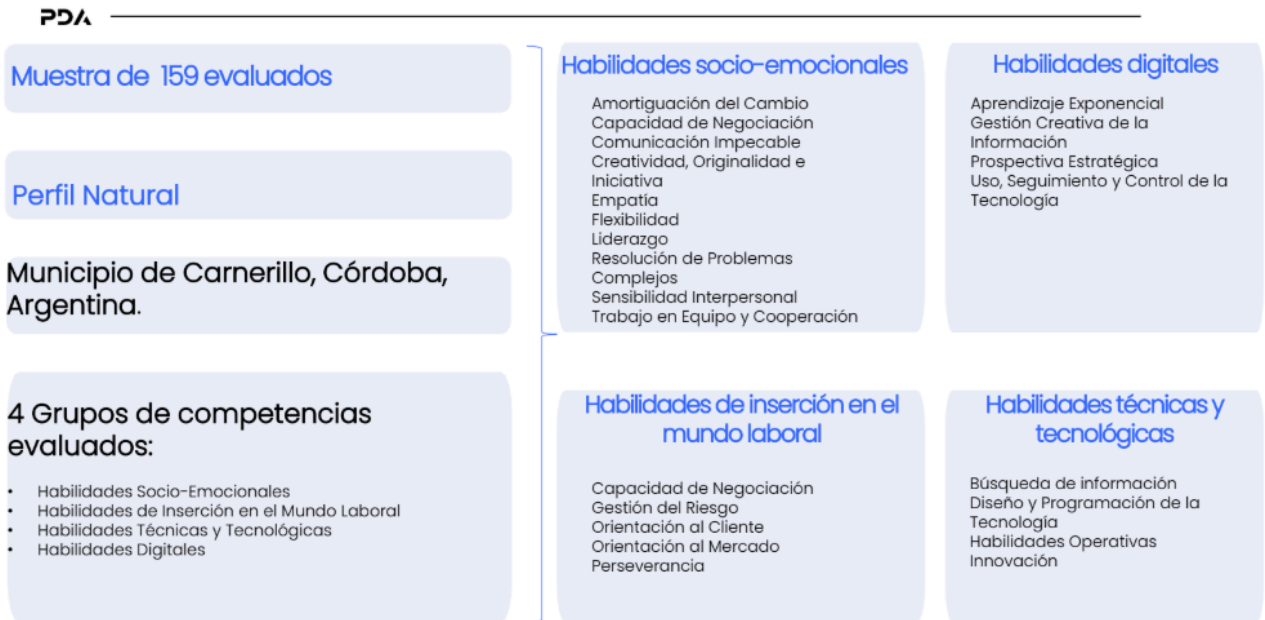 PDA
Muestra de 159 evaluados
Perfil Natural
Municipio de Carnerillo, Córdoba,
Argentina.
4 Grupos de competencias
evaluados:
• Habilidades Socio-Emocionales
• Habilidades de Inserción en el Mundo Laboral
• Habilidades Técnicas y Tecnológicas
• Habilidades Digitales
Habilidades socio-emocionales
Amortiguación del Cambio
Capacidad de Negociación
Comunicación Impecable
Creatividad, Originalidad e
Iniciativa
Empatía
Flexibilidad
Liderazgo
Resolución de Problemas
Complejos
Sensibilidad Interpersonal
Trabajo en Equipo y Cooperación
Habilidades digitales
Aprendizaje Exponencial
Gestión Creativa de la
Información
Prospectiva Estratégica
Uso, Seguimiento y Control de la
Tecnología
Habilidades de inserción en el
mundo laboral
Capacidad de Negociación
Gestión del Riesgo
Orientación al Cliente
Orientación al Mercado
Perseverancia
Habilidades técnicas y
tecnológicas
Búsqueda de información
Diseño y Programación de la
Tecnología
Habilidades Operativas
Innovación